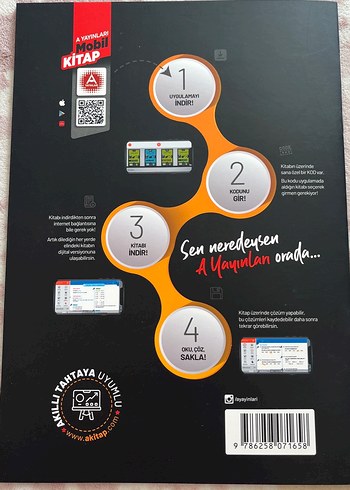 A YAYINLARI
Mobil
KİTAP
1
UYGULAMAYI
İNDİR!
2
KODUNU
GİR!
Kitabın üzerinde
sana özel bir KOD var.
Bu kodu uygulamada
aldığın kitabı seçerek
girmen gerekiyor!
Kitabı indirdikten sonra
internet bağlantısına
bile gerek yok!
Artık dilediğin her yerde
elindeki kitabın
dijital versiyonuna
ulaşabilirsin.
3
KİTABI
İNDİR!
Sen neredeysen
A Yayınları orada...
4
OKU, ÇÖZ,
SAKLA!
Kitap üzerinde çözüm yapabilir,
bu çözümleri kaydedebilir daha sonra
tekrar görebilirsin.
AKILLI TAHTAYA UYUMLU
www.akitap.com
/ayayinlari
9 786258 071658